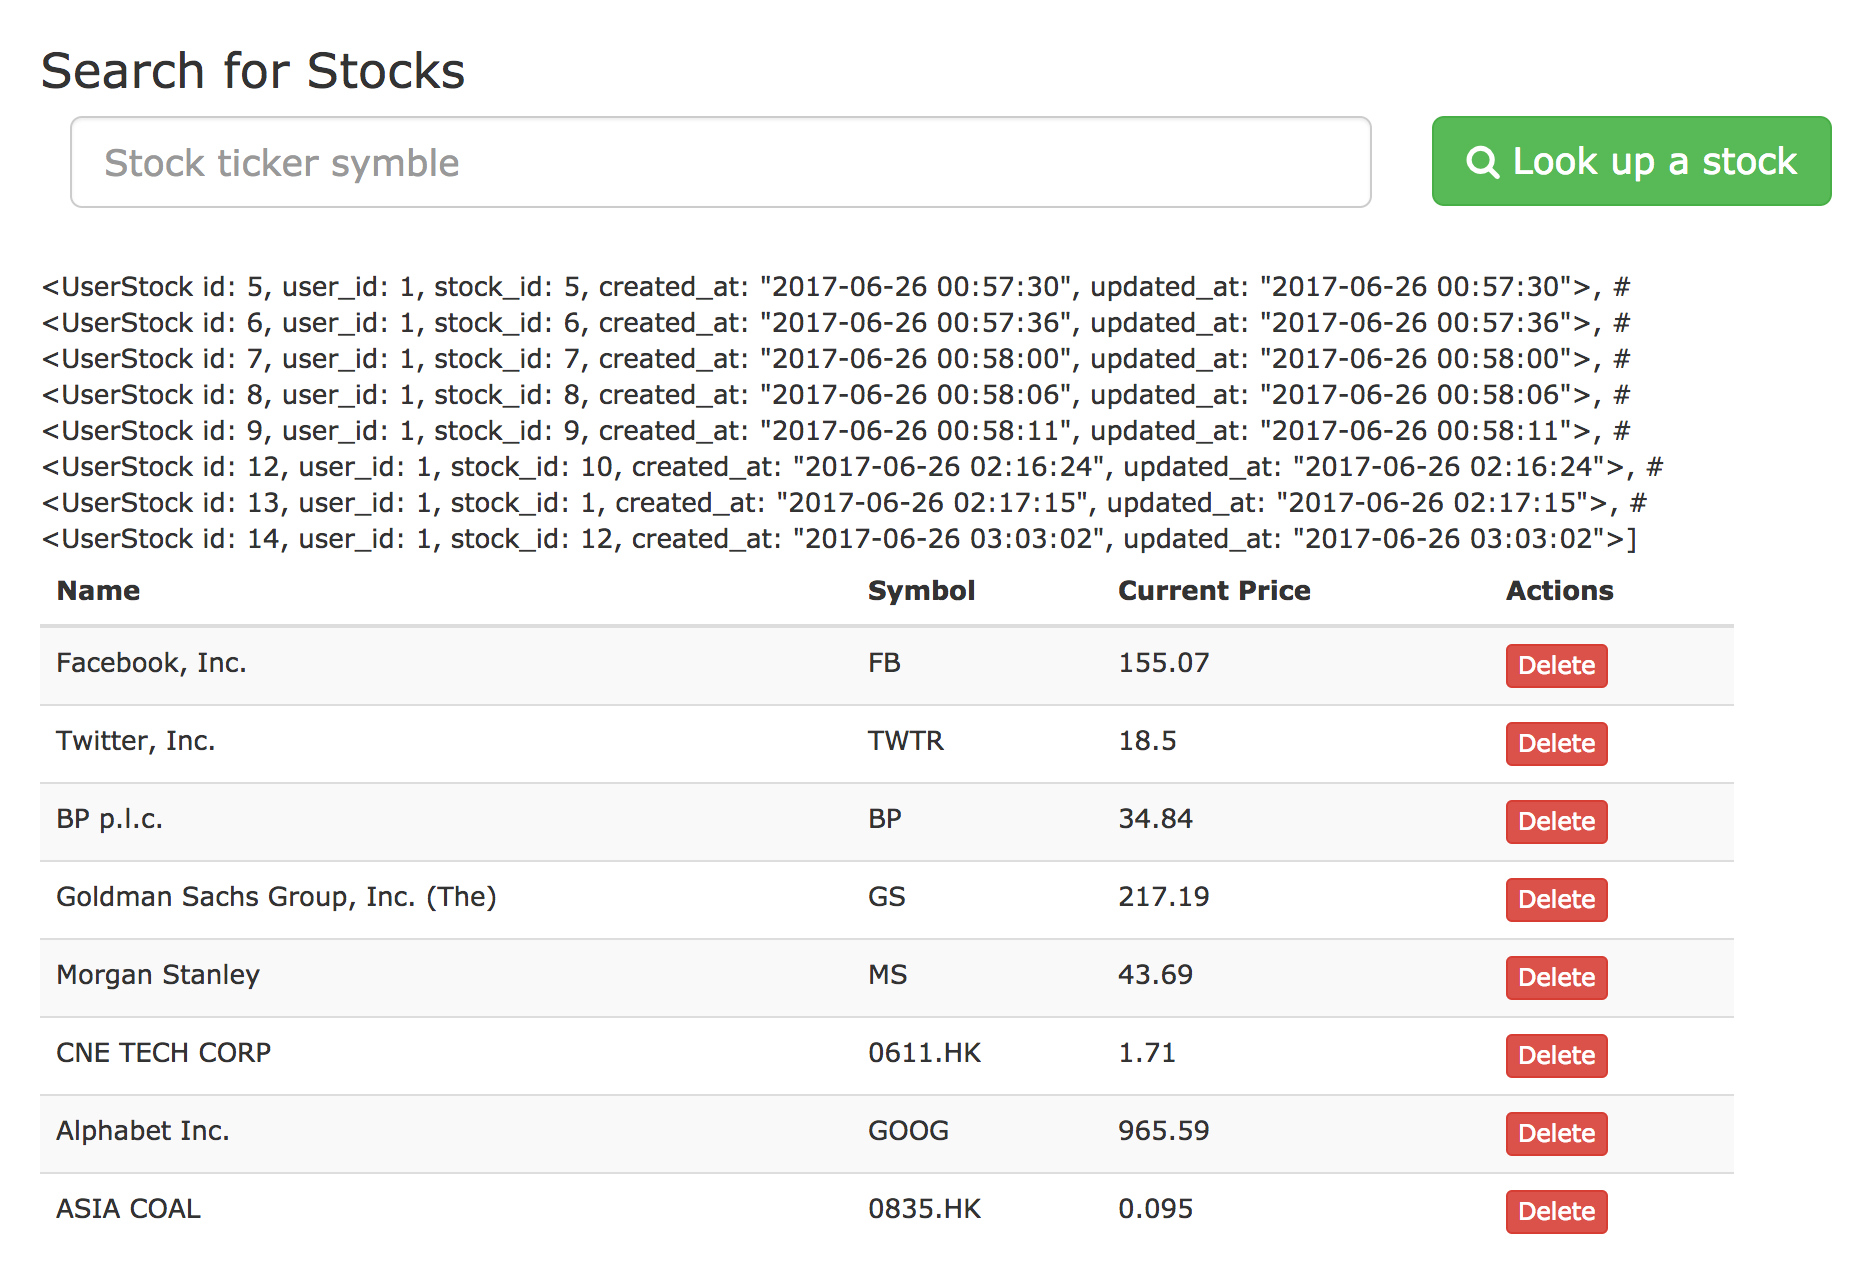 Search for Stocks
Stock ticker symble
Look up a stock
<UserStock id: 5, user_id: 1, stock_id: 5, created_at: "2017-06-26 00:57:30", updated_at: "2017-06-26 00:57:30">, #
<UserStock id: 6, user_id: 1, stock_id: 6, created_at: "2017-06-26 00:57:36", updated_at: "2017-06-26 00:57:36">, #
<UserStock id: 7, user_id: 1, stock_id: 7, created_at: "2017-06-26 00:58:00", updated_at: "2017-06-26 00:58:00">, #
<UserStock id: 8, user_id: 1, stock_id: 8, created_at: "2017-06-26 00:58:06", updated_at: "2017-06-26 00:58:06">, #
<UserStock id: 9, user_id: 1, stock_id: 9, created_at: "2017-06-26 00:58:11", updated_at: "2017-06-26 00:58:11">, #
<UserStock id: 12, user_id: 1, stock_id: 10, created_at: "2017-06-26 02:16:24", updated_at: "2017-06-26 02:16:24">, #
<UserStock id: 13, user_id: 1, stock_id: 1, created_at: "2017-06-26 02:17:15", updated_at: "2017-06-26 02:17:15">, #
<UserStock id: 14, user_id: 1, stock_id: 12, created_at: "2017-06-26 03:03:02", updated_at: "2017-06-26 03:03:02">]
Name Symbol Current Price Actions
Facebook, Inc. FB 155.07 Delete
Twitter, Inc. TWTR 18.5 Delete
BP p.l.c. BP 34.84 Delete
Goldman Sachs Group, Inc. (The) GS 217.19 Delete
Morgan Stanley MS 43.69 Delete
CNE TECH CORP 0611.HK 1.71 Delete
Alphabet Inc. GOOG 965.59 Delete
ASIA COAL 0835.HK 0.095 Delete